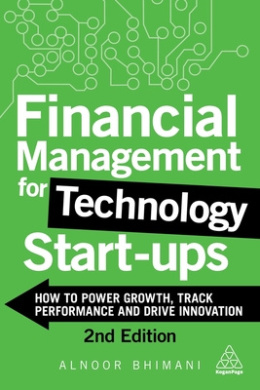 Financial
Management
for Technology
Start-ups
HOW TO POWER GROWTH, TRACK
PERFORMANCE AND DRIVE INNOVATION
2nd Edition
ALNOOR BHIMANI
KoganPage